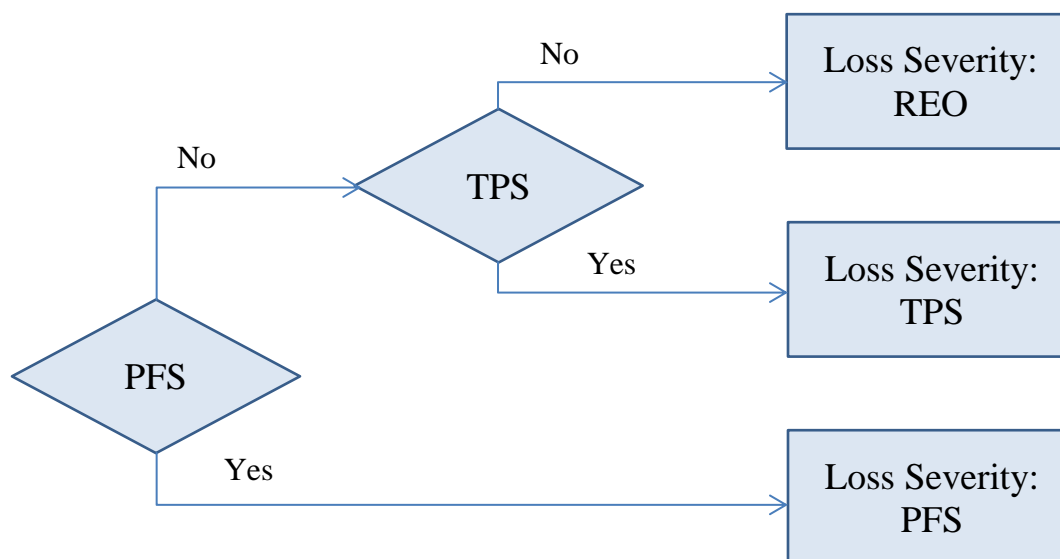 No
Loss Severity:
REO
No
TPS
Yes
Loss Severity:
TPS
PFS
Yes
Loss Severity:
PFS